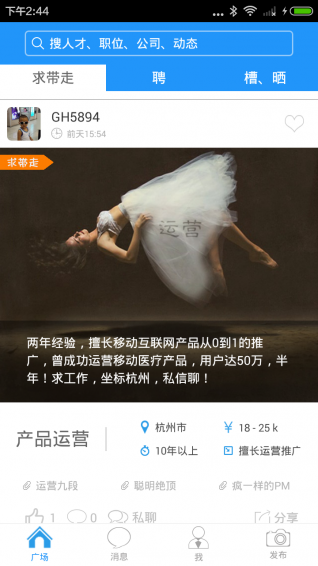 下午2:44
搜人才、职位、公司、动态
求带走
聘
槽、晒
GH5894
前天15:54
求带走
运营
两年经验，擅长移动互联网产品从0到1的推
广，曾成功运营移动医疗产品，用户达50万，半
年！求工作，坐标杭州，私信聊！
产品运营
杭州市
¥ 18 - 25 k
10年以上
擅长运营推广
运营九段
聪明绝顶
疯一样的PM
1
私聊
分享
广场
消息
我
发布